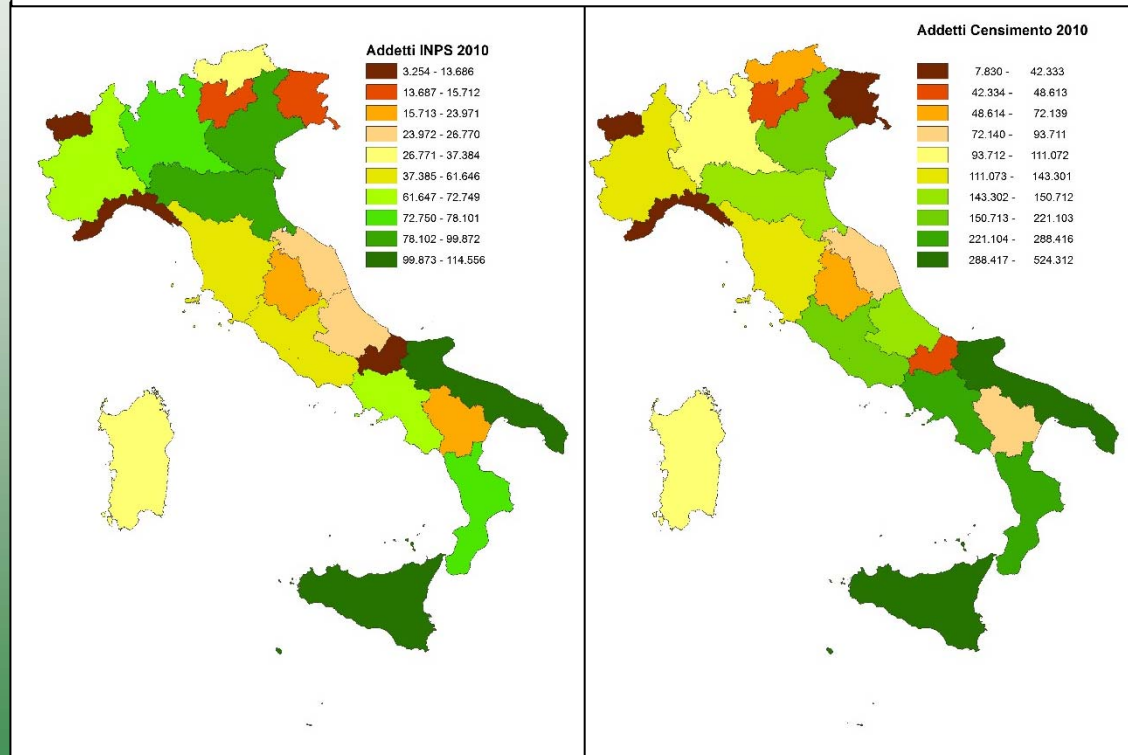 Addetti INPS 2010
3.254 - 13.686
13.687 - 15.712
15.713 - 23.971
23.972 - 26.770
26.771 - 37.384
37.385 - 61.646
61.647 - 72.749
72.750 - 78.101
78.102 - 99.872
99.873 - 114.556
Addetti Censimento 2010
7.830 - 42.333
42.334 - 48.613
48.614 - 72.139
72.140 - 93.711
93.712 - 111.072
111.073 - 143.301
143.302 - 150.712
150.713 - 221.103
221.104 - 288.416
288.417 - 524.312